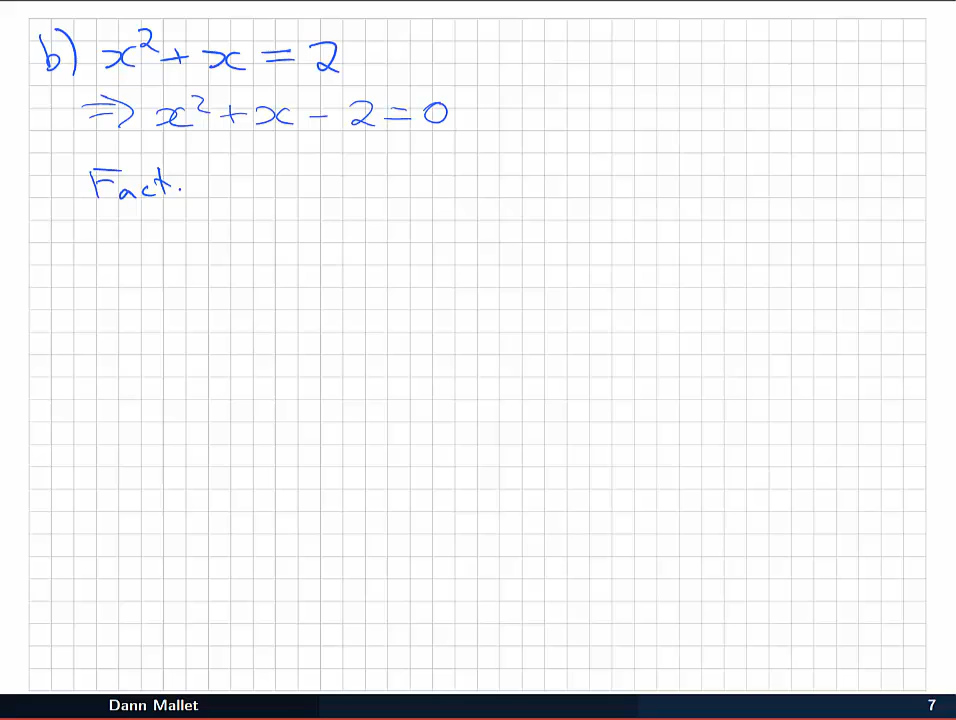 b) x² + x = 2
⇒ x² + x - 2 = 0
Fact.
Dann Mallet 7